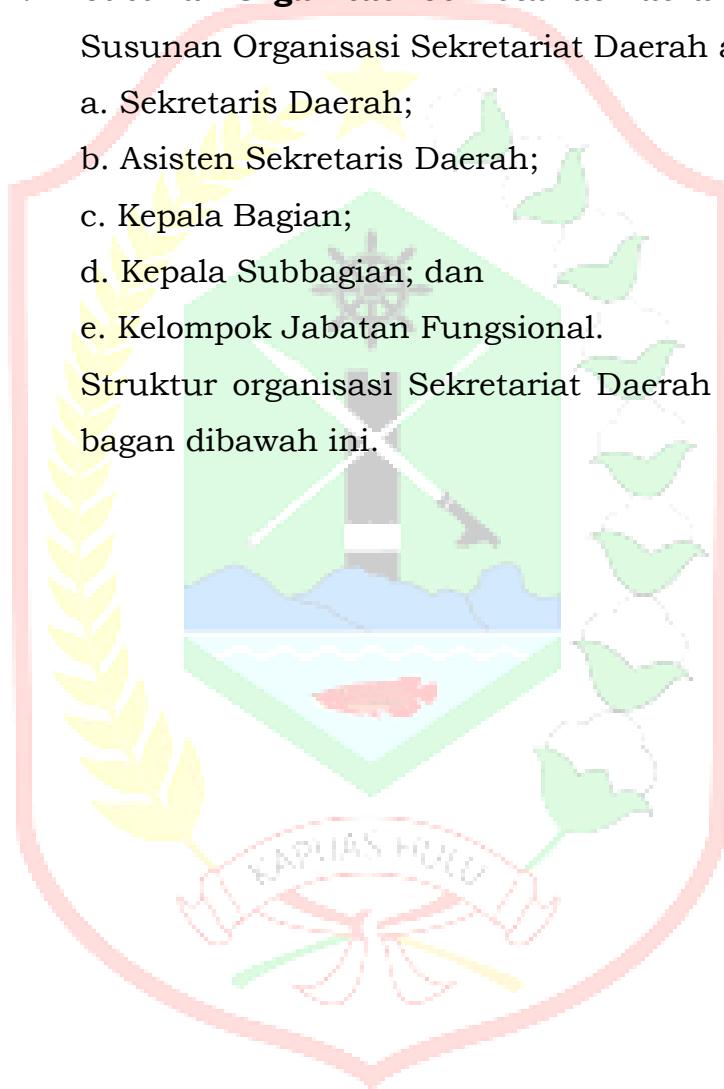 Susunan Organisasi Sekretariat Daerah
a. Sekretaris Daerah;
b. Asisten Sekretaris Daerah;
c. Kepala Bagian;
d. Kepala Subbagian; dan
e. Kelompok Jabatan Fungsional.
Struktur organisasi Sekretariat Daerah
bagan dibawah ini.
KAPUAS HULU